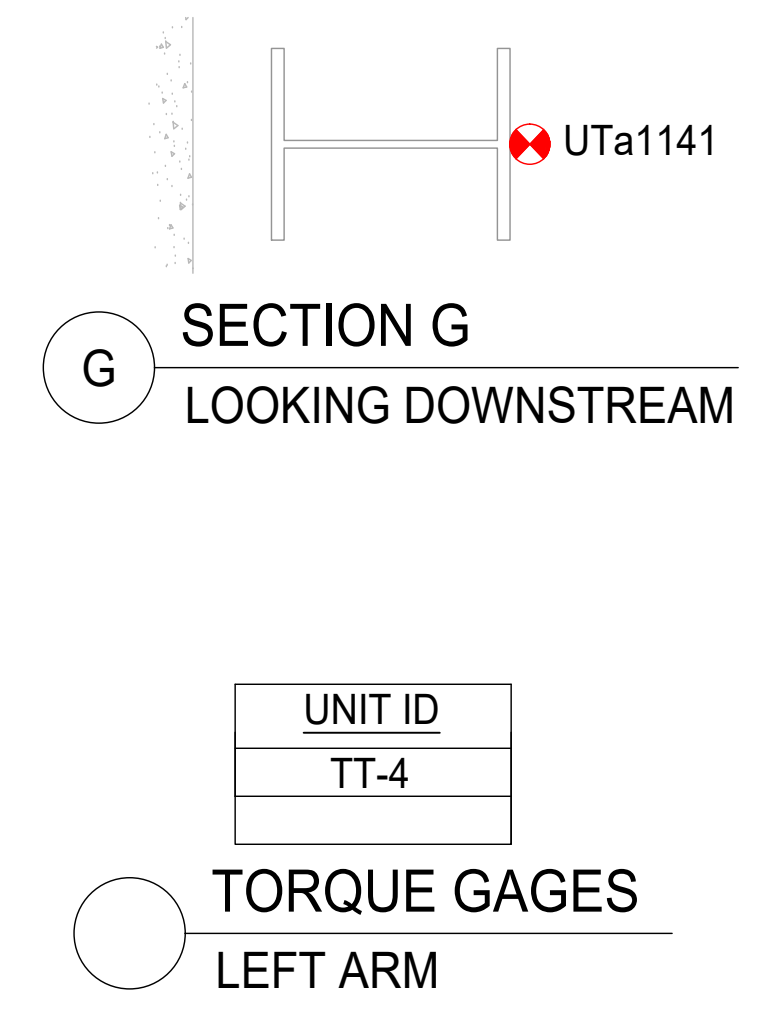 UTa1141
SECTION G
G
LOOKING DOWNSTREAM
UNIT ID
TT-4
TORQUE GAGES
LEFT ARM